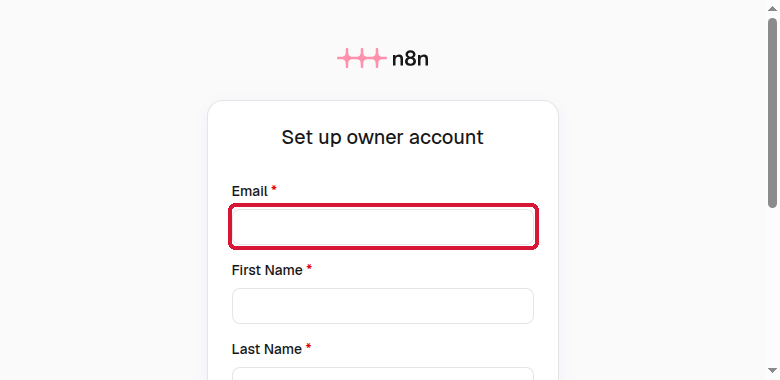 n8n
Set up owner account
Email *
First Name *
Last Name *